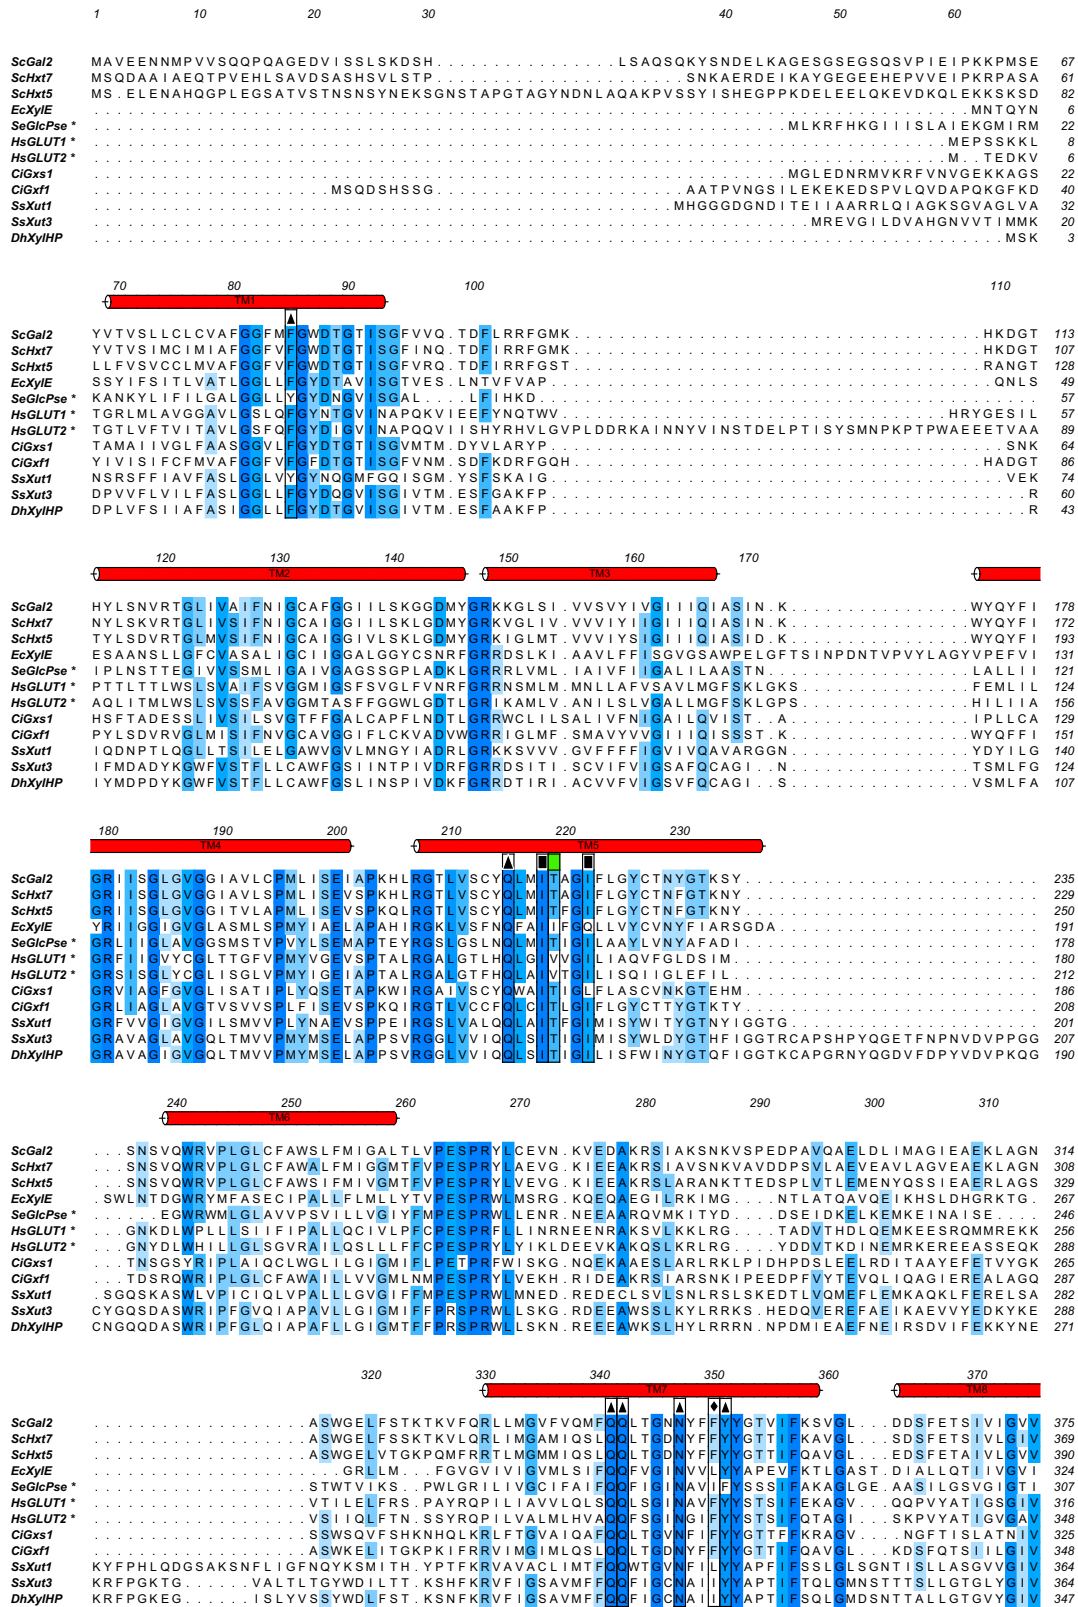 1 10 20 30 40 50 60
ScGal2 MAVEENNMPVVSQQPQAGEDVISSLSKDSH................LSAQSQKYSNDELKAGESGSEGSQSVPIEIPKKPMSE 67
ScHxt7 MSQDAAIAEQTPVEHLSAVDSASHSVLSTP......................SNKAERDEIKAYGEGEEHEPVVEIPKRPASA 61
ScHxt5 MS.ELENAHQGPLEGSATVSTNSNSYNEKSGNSTAPGTAGYNDNLAQAKPVSSYISHEGPPKDELEELQKEVDKQLEKKSKSD 82
EcXylE .............................................................................MNTQYN 6
SeGlcPse * .............................................................MLKRFHKGIIISLAIEKGMIRM 22
HsGLUT1 * ...........................................................................MEPSSKKL 8
HsGLUT2 * ...........................................................................M..TEDKV 6
CiGxs1 .............................................................MGLEDNRMVKRFVNVGEKKAGS 22
CiGxf1 .....................MSQDSHSSG......................AATPVNGSILEKEKEDSPVLQVDAPQKGFKD 40
SsXut1 ...................................................MHGGGDGNDITEIIAARRLQIAGKSGVAGLVA 32
SsXut3 ...............................................................MREVGILDVAHGNVVTIMMK 20
DhXylHP ................................................................................MSK 3
70 80 90 100 110
TM1
ScGal2 YVTVSLLCLCVAFGGFMFGWDTGTISGFVVQ.TDFLRRFGMK.................................HKDGT 113
ScHxt7 YVTVSIMCIMIAFGGFVFGWDTGTISGFINQ.TDFIRRFGMK.................................HKDGT 107
ScHxt5 LLFVSVCCLMVAFGGFVFGWDTGTISGFVRQ.TDFIRRFGST.................................RANGT 128
EcXylE SSYIFSITLVATLGGLLFGYDTAVISGTVES.LNTVFVAP...................................QNLS 49
SeGlcPse * KANKYLIFILGALGGLLYGYDNGVISGAL...LFIHKD........................................ 57
HsGLUT1 * TGRLMLAVGGAVLGSLQFGYNTGVINAPQKVIEEFYNQTWV..................................HRYGESIL 57
HsGLUT2 * TGTLVFTVITAVLGSFQFGYDIGVINAPQQVIISHYRHVLGVPLDDRKAINNYVINSTDELPTISYSMNPKPTPWAEEETVAA 89
CiGxs1 TAMAIIVGLFAASGGVLFGYDTGTISGVMTM.DYVLARYP...................................SNK 64
CiGxf1 YIVISIFCFMVAFGGFVFGFDTGTISGFVNM.SDFKDRFGQH.................................HADGT 86
SsXut1 NSRSFFIAVFASLGGLVYGYNQGMFGQISGM.YSFSKAIG...................................VEK 74
SsXut3 DPVVFLVILFASLGGLLFGYDQGVISGIVTM.ESFGAKFP...................................R 60
DhXylHP DPLVFSIIAFASIGGLLFGYDTGVISGIVTM.ESFAAKFP...................................R 43
120 130 140 150 160 170
TM2 TM3
ScGal2 HYLSNVRTGLIVAIFNIGCAFGGIILSKGGDMYGRKKGLSI.VVSVYIVGIIIQIASIN.K................WYQYFI 178
ScHxt7 NYLSKVRTGLIVSIFNIGCAIGGIILSKLGDMYGRKVGLIV.VVVIYIIGIIIQIASIN.K................WYQYFI 172
ScHxt5 TYLSDVRTGLMVSIFNIGCAIGGIVLSKLGDMYGRKIGLMT.VVVIYSIGIIIQIASID.K................WYQYFI 193
EcXylE ESAANSLLGFCVASALIGCIIGGALGGYCSNRFGRRDSLKI.AAVLFFISGVGSAWPELGFTSINPDNTVPVYLAGYVPEFVI 131
SeGlcPse * IPLNSTTEGIVVSSMLIGAIVGAGSSGPLADKLGRRRLVML.IAIVFIIGALILAASTN..................LALLII 121
HsGLUT1 * PTTLTTLWSLSVAIFSVGGMIGSFSVGLFVNRFGRRNSMLM.MNLLAFVSAVLMGFSKLGKS...............FEMLIL 124
HsGLUT2 * AQLITMLWSLSVSSFAVGGMTASFFGGWLGDTLGRIKAMLV.ANILSLVGALLMGFSKLGPS...............HILIIA 156
CiGxs1 HSFTADESSLIVSILSVGTFFGALCAPFLNDTLGRRWCLILSALIVFNIGAILQVIST..A................IPLLCA 129
CiGxf1 PYLSDVRVGLMISIFNVGCAVGGIFLCKVADVWGRRIGLMF.SMAVYVVGIIIQISSST.K................WYQFFI 151
SsXut1 IQDNPTLQGLLTSILELGAWVGVLMNGYIADRLGRKKSVVV.GVFFFFIGVIVQAVARGGN................YDYILG 140
SsXut3 IFMDADYKGWFVSTFLLCAWFGSLINTPIVDRFGRRDSITI.SCVIFVIGSAFQCAGI..N................TSMLFG 124
DhXylHP IYMDPDYKGWFVSTFLLCAWFGSLINSPIVDKFGRRDTIRI.ACVVFVIGSVFQCAGI..S................VSMLFA 107
180 190 200 210 220 230
TM4 TM5
ScGal2 GRIISGLGVGGIAVLCPMLISEIAPKHLRGTLVSCYQLMITAGIFLGYCTNYGTKSY.......................... 235
ScHxt7 GRIISGLGVGGIAVLSPMLISEVSPKHLRGTLVSCYQLMITAGIFLGYCTNFGTKNY.......................... 229
ScHxt5 GRIISGLGVGGITVLAPMLISEVSPKQLRGTLVSCYQLMITFGIFLGYCTNFGTKNY.......................... 250
EcXylE YRIIGGIGVGLASMLSPMYIAELAPAHIRGKLVSFNQFAIIFGQLLVYCVNYFIARSGDA....................... 191
SeGlcPse * GRLIIGLAVGGSMSTVPVYLSEMAPTEYRGSLGSLNQLMITIGILAAYLVNYAFADI.......................... 178
HsGLUT1 * GRFIIGVYCGLTTGFVPMYVGEVSPTALRGALGTLHQLGIVVGILIAQVFGLDSIM........................... 180
HsGLUT2 * GRSISGLYCGLISGLVPMYIGEIAPTALRGALGTFHQLAIVTGILISQIIGLEFIL........................... 212
CiGxs1 GRVIAGFGVGLISATIPLYQSETAPKWIRGAIVSCYQWAITIGLFLASCVNKGTEHM.......................... 186
CiGxf1 GRLIAGLAVGTVSVVSPLFISEVSPKQIRGTLVCCFQLCITLGIFLGYCTTYGTKTY.......................... 208
SsXut1 GRFVVGIGVGILSMVVPLYNAEVSPPEIRGSLVALQQLAITFGIMISYWITYGTNYIGGTG...................... 201
SsXut3 GRAVAGLAVGQLTMVVPMYMSELAPPSVRGGLVVIQQLSITIGIMISYWLDYGTHFIGGTRCAPSHPYQGETFNPNVDVPPGG 207
DhXylHP GRAVAGIGVGQLTMVVPMYMSELAPPSVRGGLVVIQQLSITIGILISFWINYGTQFIGGTKCAPGRNYQGDVFDPYVDVPKQG 190
240 250 260 270 280 290 300 310
TM6
ScGal2 ...SNSVQWRVPLGLCFAWSLFMIGALTLVPESPRYLCEVN.KVEDAKRSIAKSNKVSPEDPAVQAELDLIMAGIEAEKLAGN 314
ScHxt7 ...SNSVQWRVPLGLCFAWALFMIGGMTFVPESPRYLVEVG.KIEEAKRSIAVSNKVAVDDPSVLAEVEAVLAGVEAEKLAGN 308
ScHxt5 ...SNSVQWRVPLGLCFAWSIFMIVGMTFVPESPRYLVEVG.KIEEAKRSLARANKTTEDSPLVTLEMENYQSSIEAERLAGS 329
EcXylE .SWLNTDGWRYMFASECIPALLFLMLLYTVPESPRWLMSRG.KQEQAEGILRKIMG...NTLATQAVQEIKHSLDHGRKTG. 267
SeGlcPse * ......EGWRWMLGLAVVPSVILLVGIYFMPESPRWLLENR.NEEAARQVMKITYD....DSEIDKELKEMKEINAISE.... 246
HsGLUT1 * ...GNKDLWPLLLSIIFIPALLQCIVLPFCPESPRFLLINRNEENRAKSVLKKLRG....TADVTHDLQEMKEESRQMMREKK 256
HsGLUT2 * ...GNYDLWHILLGLSGVRAILQSLLLFFCPESPRYLYIKLDEEVKAKQSLKRLRG....YDDVTKDINEMRKEREEASSEQK 288
CiGxs1 ...TNSGSYRIPLAIQCLWGLILGIGMIFLPETPRFWISKG.NQEKAAESLARLRKLPIDHPDSLEELRDITAAYEFETVYGK 265
CiGxf1 ...TDSRQWRIPLGLCFAWAILLVVGMLNMPESPRYLVEKH.RIDEAKRSIARSNKIPEEDPFVYTEVQLIQAGIEREALAGQ 287
SsXut1 .SGQSKASWLVPICIQLVPALLLGVGIFFMPESPRWLMNED.REDECLSVLSNLRSLSKEDTLVQMEFLEMKAQKLFERELSA 282
SsXut3 CYGQSDASWRIPFGVQIAPAVLLGIGMIFFPRSPRWLLSKG.RDEEAWSSLKYLRRKS.HEDQVEREFAEIKAEVVYEDKYKE 288
DhXylHP CNGQQDASWRIPFGLQIAPAFLLGIGMTFFPRSPRWLLSKN.REEEAWKSLHYLRRRN.NPDMIEAEFNEIRSDVIFEKKYNE 271
320 330 340 350 360 370
TM7 TM8
ScGal2 ......................ASWGELFSTKTKVFQRLLMGVFVQMFQQLTGNNYFFYYGTVIFKSVGL..DDSFETSIVIGVV 375
ScHxt7 ......................ASWGELFSSKTKVLQRLIMGAMIQSLQQLTGDNYFFYYGTTIFKAVGL..SDSFETSIVLGIV 369
ScHxt5 ......................ASWGELVTGKPQMFRRTLMGMMIQSLQQLTGDNYFFYYGTTIFQAVGL..EDSFETAIVLGVV 390
EcXylE ......................GRLLM...FGVGVIVIGVMLSIFQQFVGINVVLYYAPEVFKTLGAST.DIALLQTIIVGVI 324
SeGlcPse * ...................STWTVIKS..PWLGRILIVGCIFAIFQQFIGINAVIFYSSSIFAKAGLGE.AASILGSVGIGTI 307
HsGLUT1 * ....................VTILELFRS.PAYRQPILIAVVLQLSQQLSGINAVFYYSTSIFEKAGV...QQPVYATIGSGIV 316
HsGLUT2 * ....................VSIIQLFTN.SSYRQPILVALMLHVAQQFSGINGIFYYSTSIFQTAGI...SKPVYATIGVGAV 348
CiGxs1 ....................SSWSQVFSHKNHQLKRLFTGVAIQAFQQLTGVNFIFYYGTTFFKRAGV...NGFTISLATNIV 325
CiGxf1 ....................ASWKELITGKPKIFRRVIMGIMLQSLQQLTGDNYFFYYGTTIFQAVGL..KDSFQTSIILGIV 348
SsXut1 KYFPHLQDGSAKSNFLIGFNQYKSMITH.YPTFKRVAVACLIMTFQQWTGVNFILYYAPFIFSSLGLSGNTISLLASGVVGIV 364
SsXut3 KRFPGKTG......VALTLTGYWDILTT.KSHFKRVFIGSAVMFFQQFIGCNAIIYYAPTIFTQLGMNSTTTSLLGTGLYGIV 364
DhXylHP KRFPGKEG......ISLYVSSYWDLFST.KSNFKRVFIGSAVMFFQQFIGCNAIIYYAPTIFSQLGMDSNTTALLGTGVYGIV 347